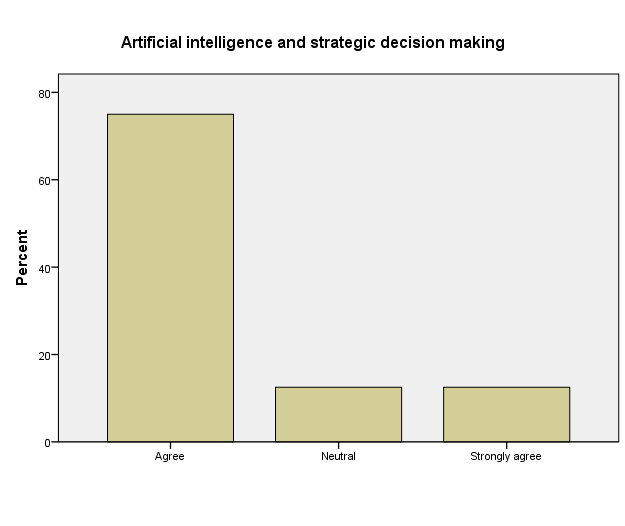 Artificial intelligence and strategic decision making
Percent
80
60
40
20
0
Agree
Neutral
Strongly agree